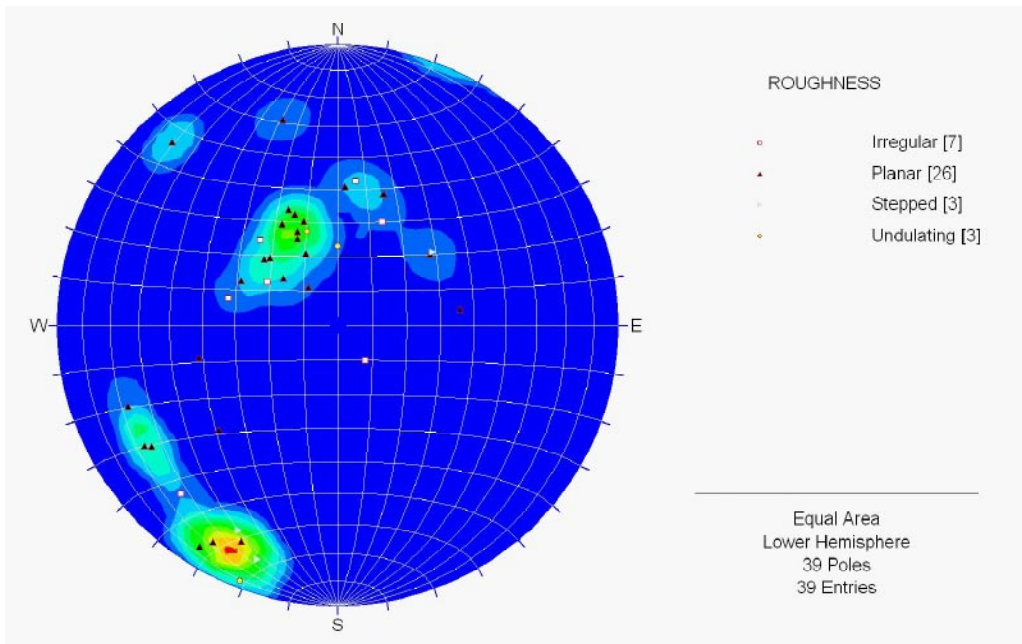 N
ROUGHNESS
Irregular [7]
Planar [26]
Stepped [3]
Undulating [3]
W
E
Equal Area
Lower Hemisphere
39 Poles
39 Entries
S